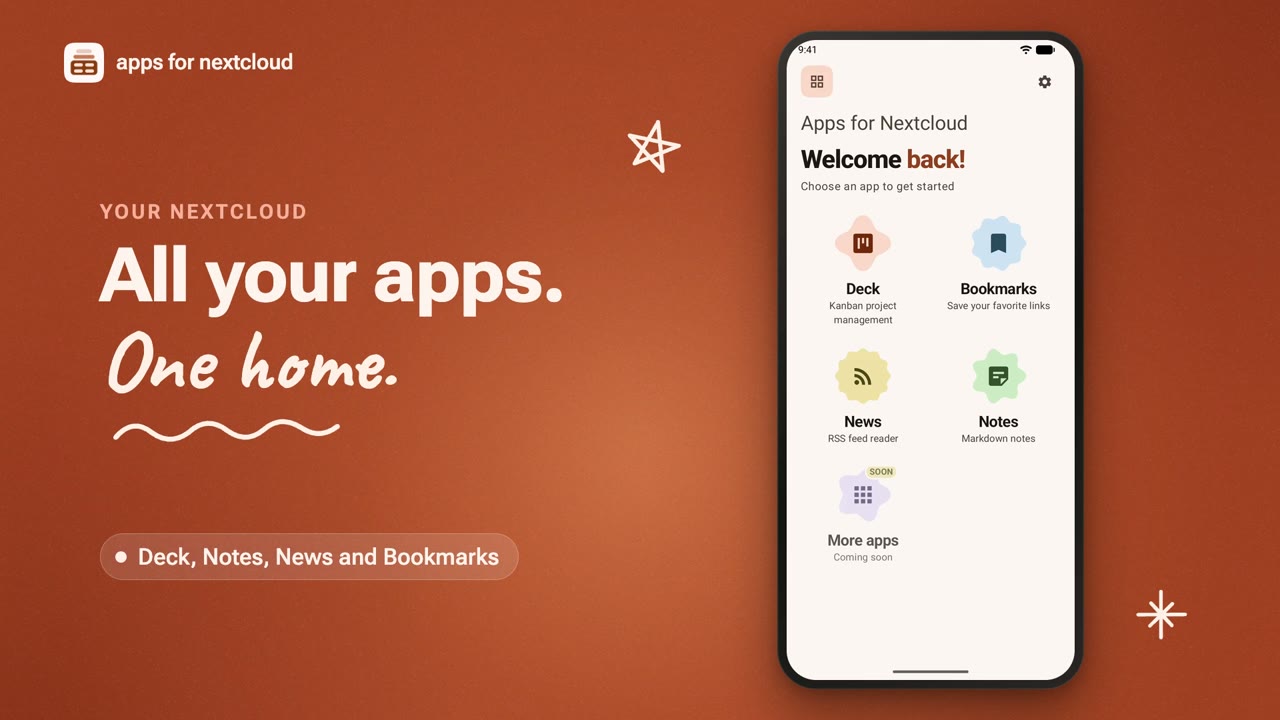 apps for nextcloud
YOUR NEXTCLOUD
All your apps.
One home.
Deck, Notes, News and Bookmarks
9:41
Apps for Nextcloud
Welcome back!
Choose an app to get started
Deck
Kanban project
management
Bookmarks
Save your favorite links
News
RSS feed reader
Notes
Markdown notes
SOON
More apps
Coming soon